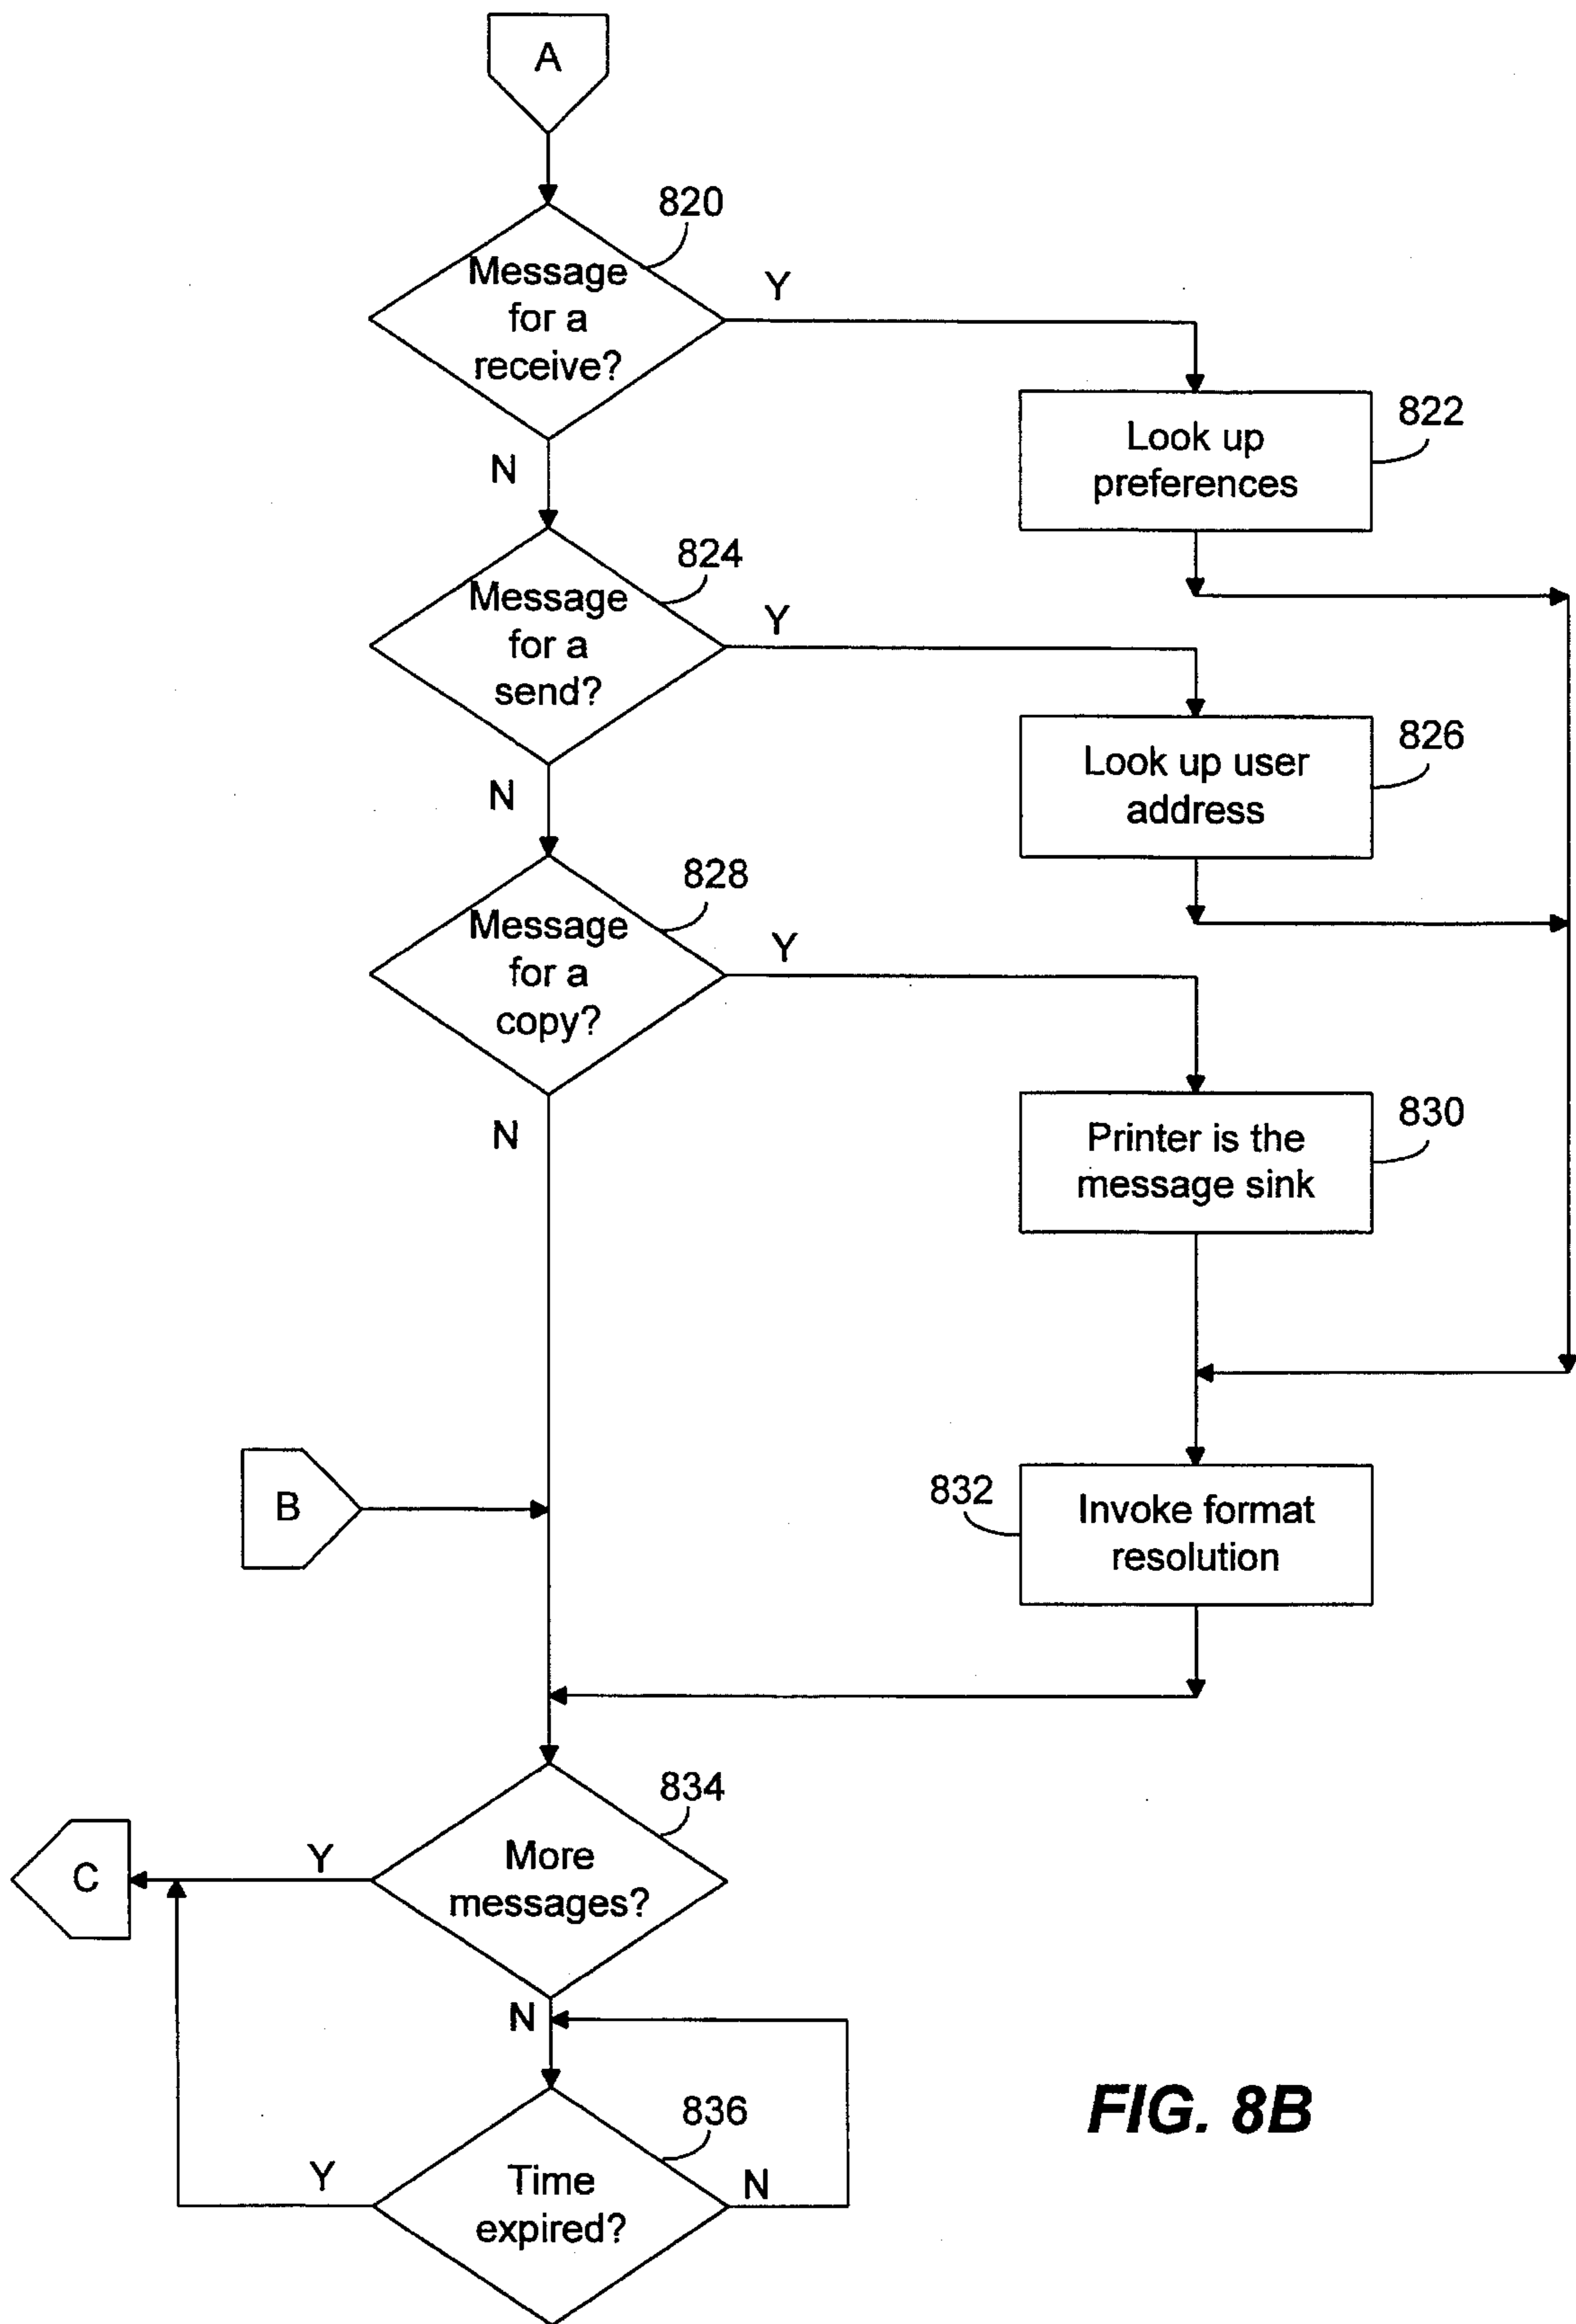 A
820
Message
for a
receive?
Y
N
822
Look up
preferences
824
Message
for a
send?
Y
N
826
Look up user
address
828
Message
for a
copy?
Y
N
830
Printer is the
message sink
B
832
Invoke format
resolution
834
More
messages?
Y
C
N
836
Time
expired?
Y
N
FIG. 8B